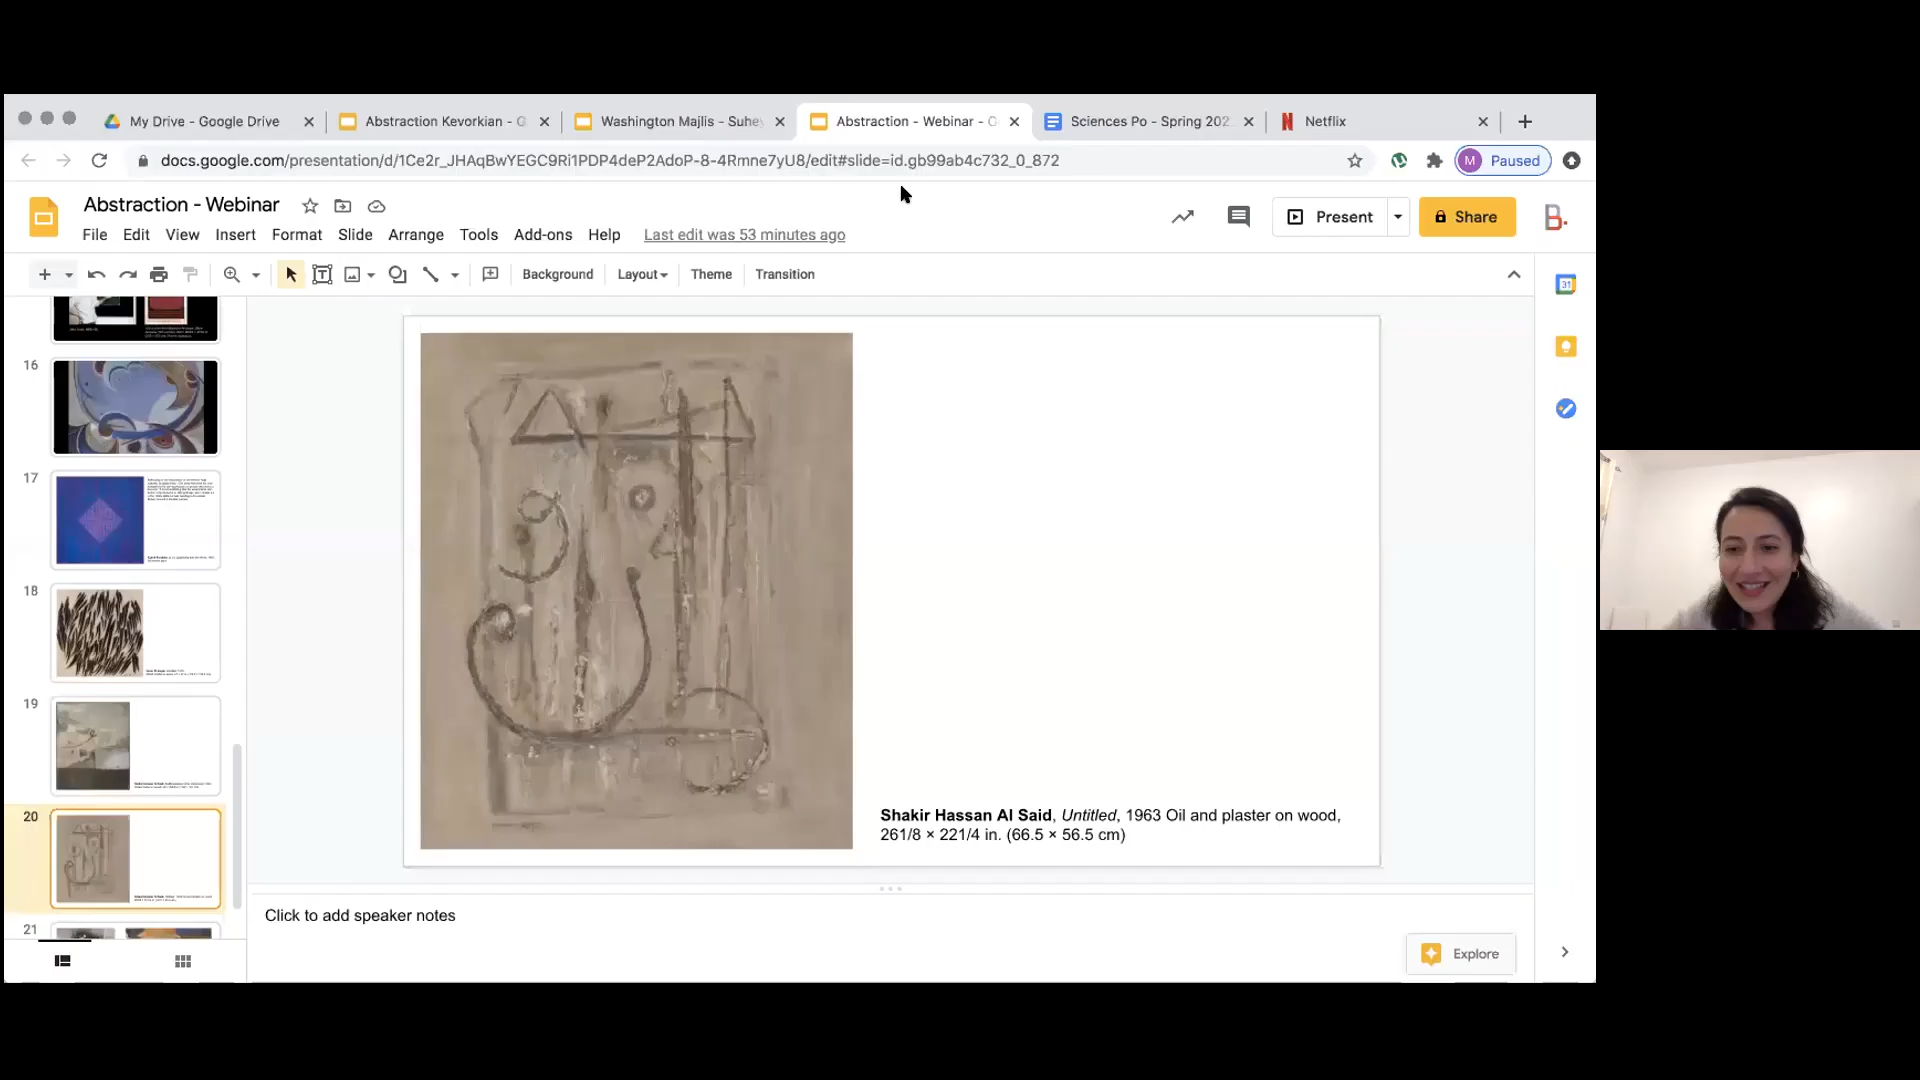 My Drive - Google Drive
Abstraction Kevorkian - G
Washington Majlis - Suhey
Abstraction - Webinar - G
Sciences Po - Spring 202
Netflix
docs.google.com/presentation/d/1Ce2r_JHAqBwYEGC9Ri1PDP4deP2AdoP-8-4Rmne7yU8/edit#slide=id.gb99ab4c732_0_872
M Paused
Abstraction - Webinar
Present
Share
B.
File Edit View Insert Format Slide Arrange Tools Add-ons Help Last edit was 53 minutes ago
Background Layout Theme Transition
31
16
17
18
19
20
21
Shakir Hassan Al Said, Untitled, 1963 Oil and plaster on wood,
261/8 × 221/4 in. (66.5 × 56.5 cm)
Click to add speaker notes
Explore